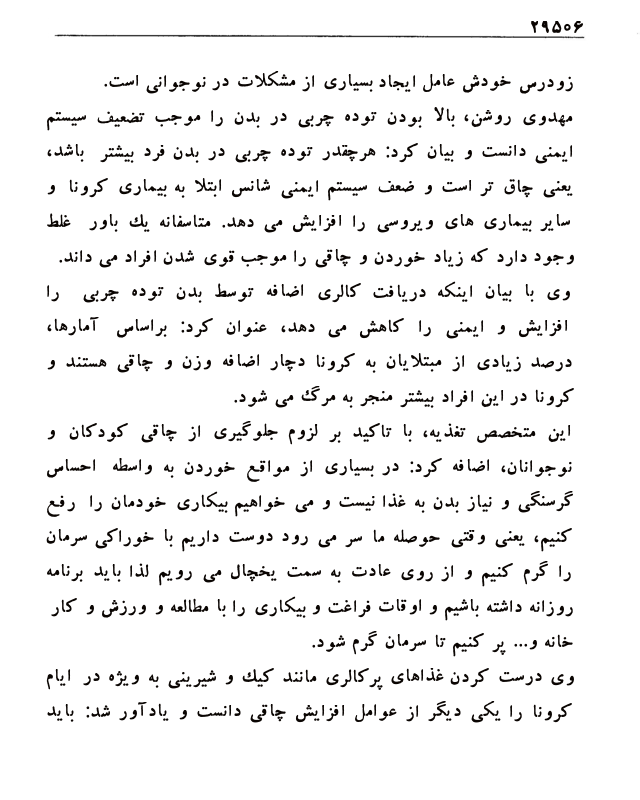 ۲۹۵۰۶
زودرس خودش عامل ایجاد بسیاری از مشکلات در نوجوانی است.
مهدوی روشن، بالا بودن توده چربی در بدن را موجب تضعیف سیستم
ایمنی دانست و بیان کرد: هرچقدر توده چربی در بدن فرد بیشتر باشد،
یعنی چاق تر است و ضعف سیستم ایمنی شانس ابتلا به بیماری کرونا و
سایر بیماری های ویروسی را افزایش می دهد. متاسفانه یك باور غلط
وجود دارد که زیاد خوردن و چاقی را موجب قوی شدن افراد می داند.
وی با بیان اینکه دریافت کالری اضافه توسط بدن توده چربی را
افزایش و ایمنی را کاهش می دهد، عنوان کرد: براساس آمارها،
درصد زیادی از مبتلایان به کرونا دچار اضافه وزن و چاقی هستند و
کرونا در این افراد بیشتر منجر به مرگ می شود.
این متخصص تغذیه، با تاکید بر لزوم جلوگیری از چاقی کودکان و
نوجوانان، اضافه کرد: در بسیاری از مواقع خوردن به واسطه احساس
گرسنگی و نیاز بدن به غذا نیست و می خواهیم بیکاری خودمان را رفع
کنیم، یعنی وقتی حوصله ما سر می رود دوست داریم با خوراکی سرمان
را گرم کنیم و از روی عادت به سمت یخچال می رویم لذا باید برنامه
روزانه داشته باشیم و اوقات فراغت و بیکاری را با مطالعه و ورزش و کار
خانه و... پر کنیم تا سرمان گرم شود.
وی درست کردن غذاهای پرکالری مانند کیك و شیرینی به ویژه در ایام
کرونا را یکی دیگر از عوامل افزایش چاقی دانست و یادآور شد: باید